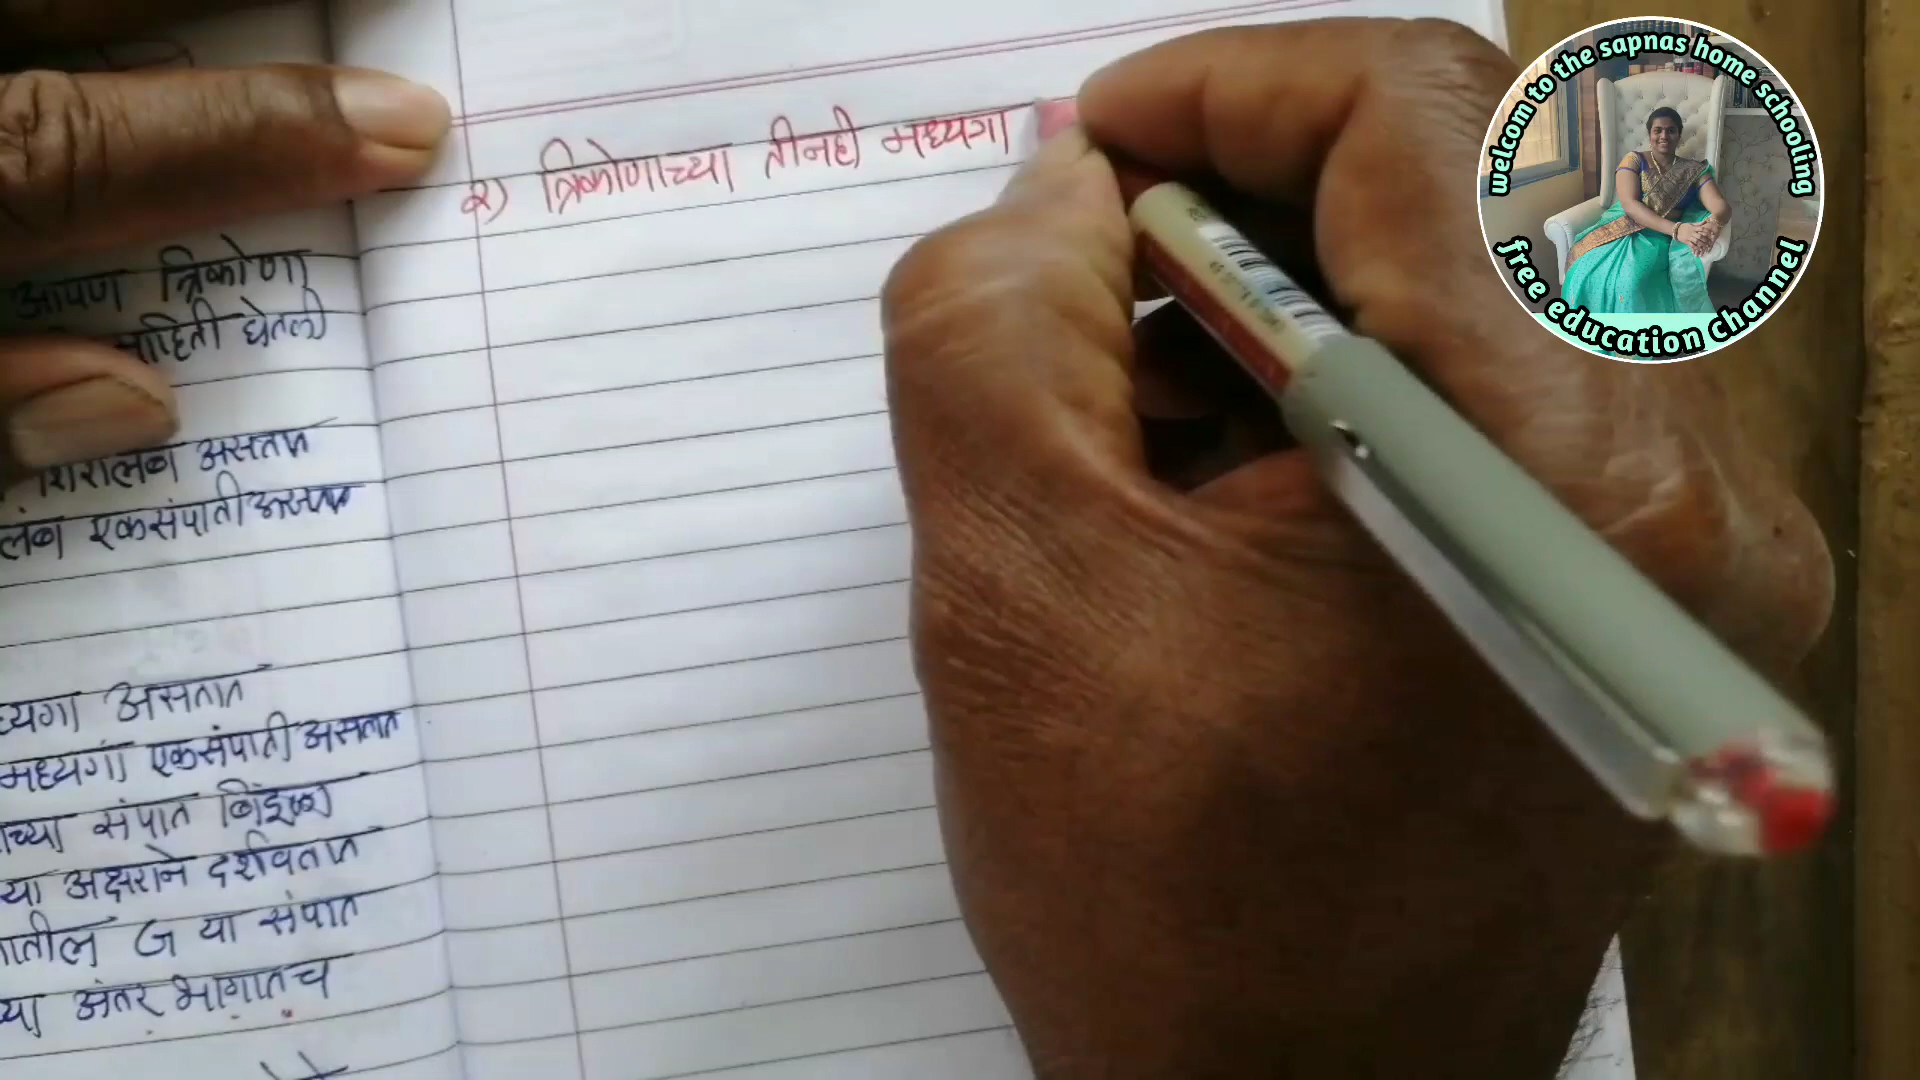 २) त्रिकोणाच्या तीनही मध्यगा
आपण त्रिकोणा
माहिती घेतली
शिरोलंब असतात
लंब एकसंपाती असतात
ध्यगा असतात
मध्यगा एकसंपाती असतात
च्या संपात बिंदूला
या अक्षराने दर्शवतात
ातील G या संपात
च्या अंतर भागातच
welcom to the sapnas home schooling
free education channel